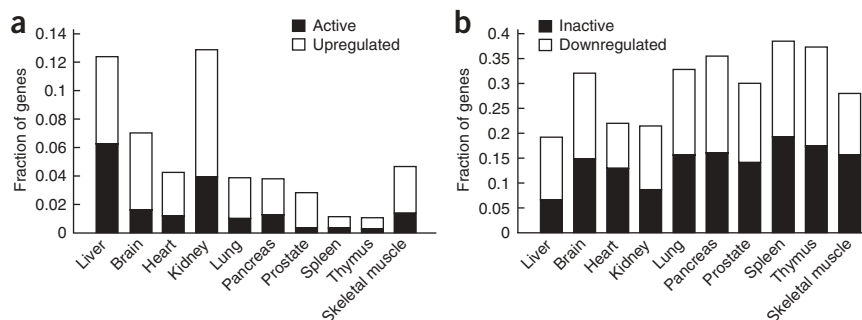 a
Active
Upregulated
Fraction of genes
0.14
0.12
0.1
0.08
0.06
0.04
0.02
0
Liver
Brain
Heart
Kidney
Lung
Pancreas
Prostate
Spleen
Thymus
Skeletal muscle
b
Inactive
Downregulated
Fraction of genes
0.4
0.35
0.3
0.25
0.3
0.15
0.1
0.05
0
Liver
Brain
Heart
Kidney
Lung
Pancreas
Prostate
Spleen
Thymus
Skeletal muscle